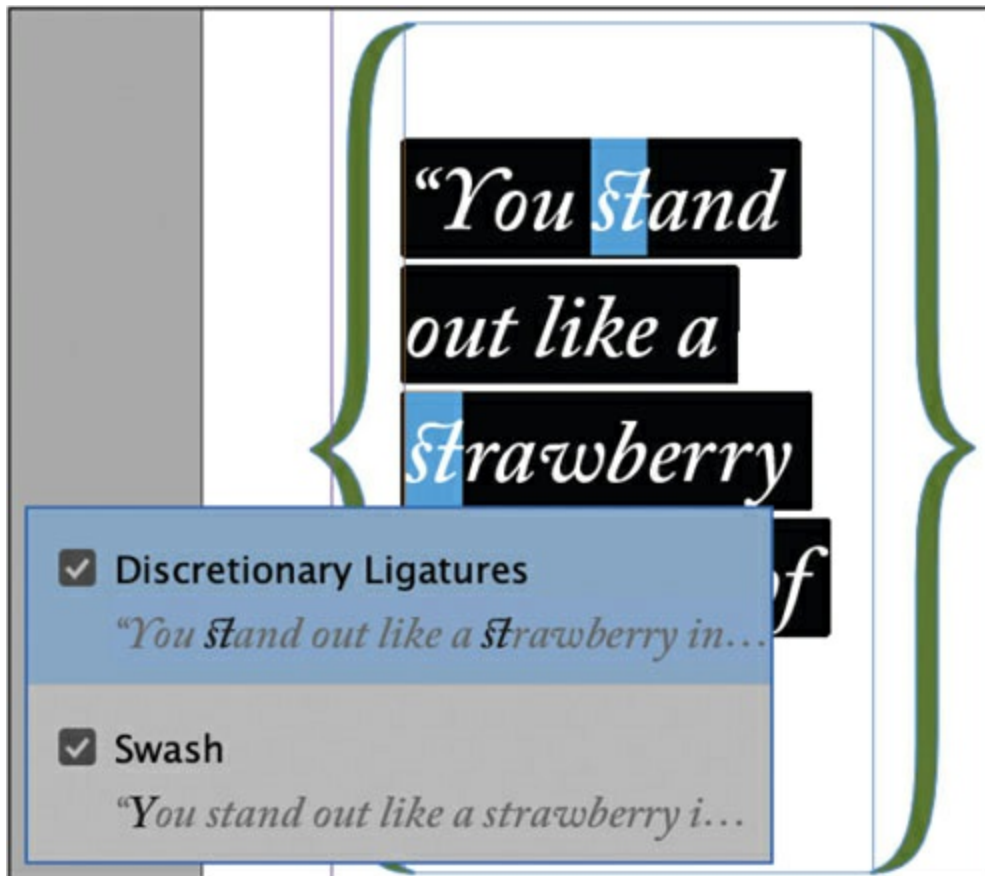 “You stand
out like a
strawberry
of
Discretionary Ligatures
“You stand out like a strawberry in…
Swash
“You stand out like a strawberry i…